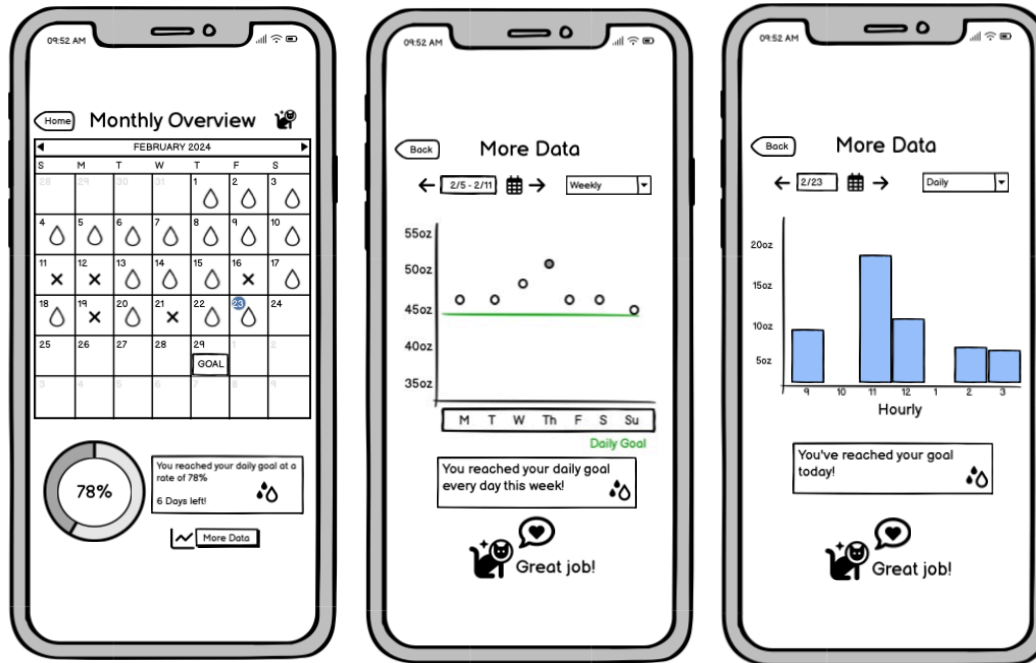 09:52 AM
Home
Monthly Overview
FEBRUARY 2024
S M T W T F S
28 29 30 31 1 2 3
4 5 6 7 8 9 10
11 12 13 14 15 16 17
18 19 20 21 22 23 24
25 26 27 28 29 1 2
GOAL
3 4 5 6 7 8 9
78%
You reached your daily goal at a
rate of 78%
6 Days left!
More Data
09:52 AM
Back
More Data
2/5 - 2/11
Weekly
55oz
50oz
45oz
40oz
35oz
M T W Th F S Su
Daily Goal
You reached your daily goal
every day this week!
Great job!
09:52 AM
Back
More Data
2/23
Daily
20oz
15oz
10oz
5oz
9 10 11 12 1 2 3
Hourly
You've reached your goal
today!
Great job!